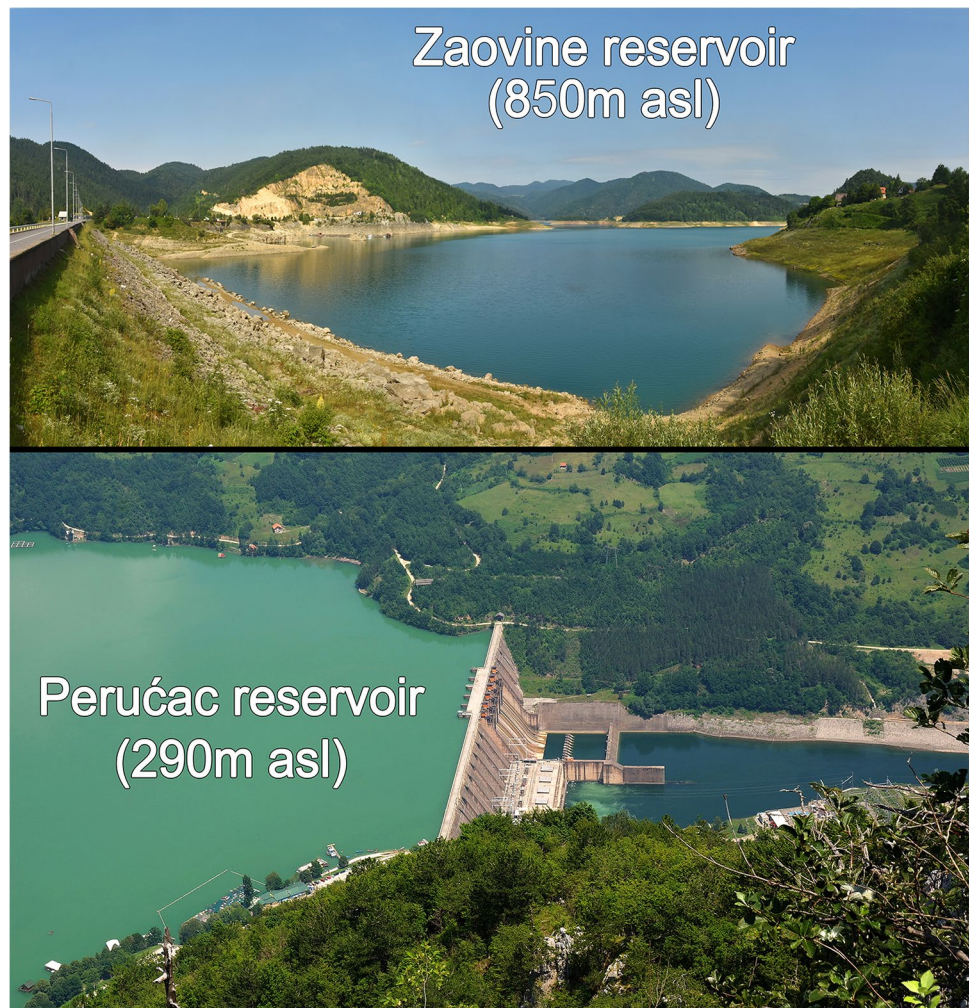 Zaovine reservoir
(850m asl)
Perućac reservoir
(290m asl)